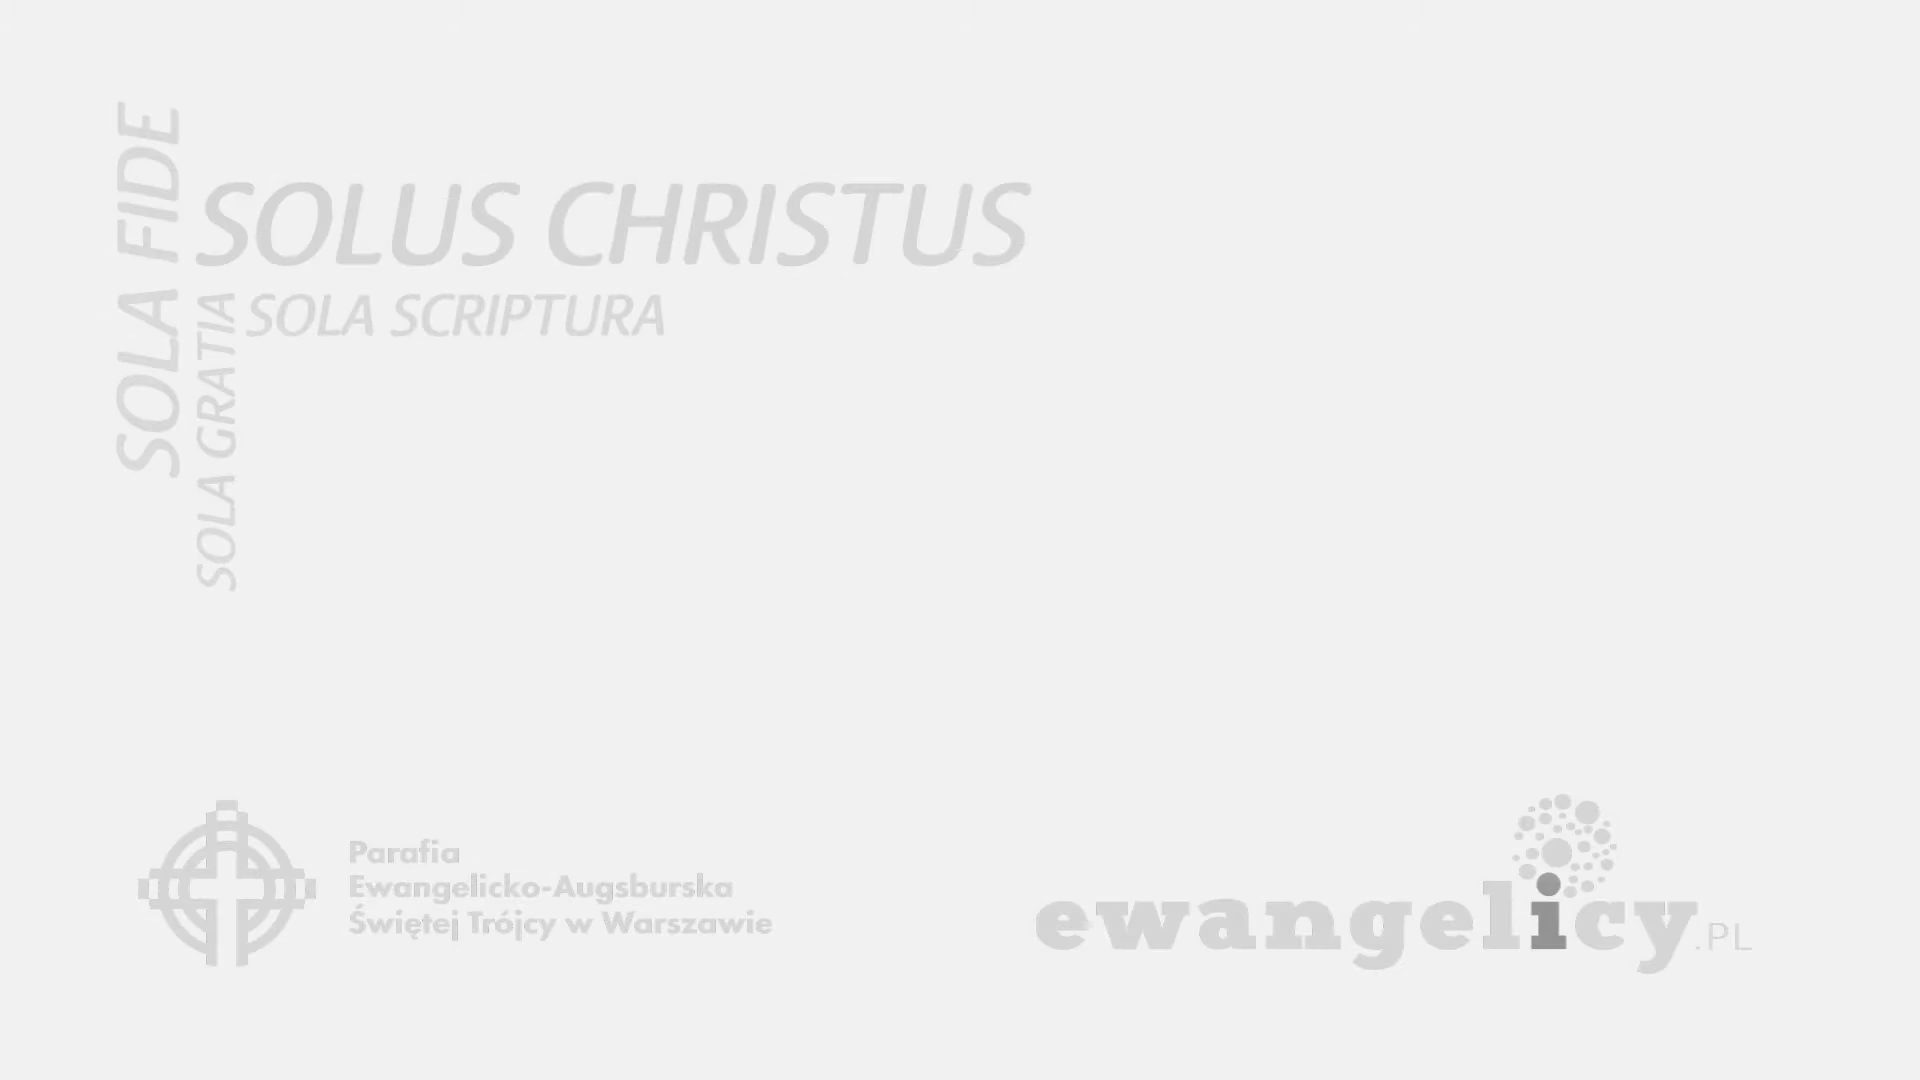 SOLA FIDE
SOLUS CHRISTUS
SOLA GRATIA
SOLA SCRIPTURA
Parafia
Ewangelicko-Augsburska
Świętej Trójcy w Warszawie
ewangelicy.PL